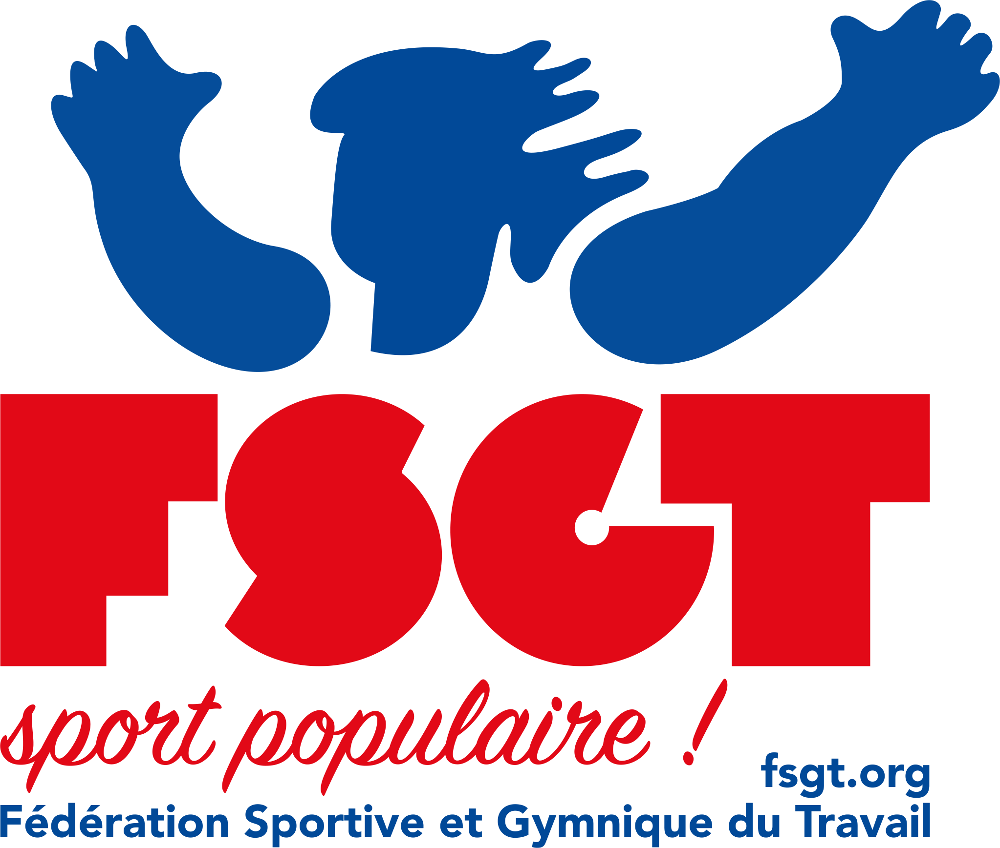 FSGT
sport populaire !
fsgt.org
Fédération Sportive et Gymnique du Travail